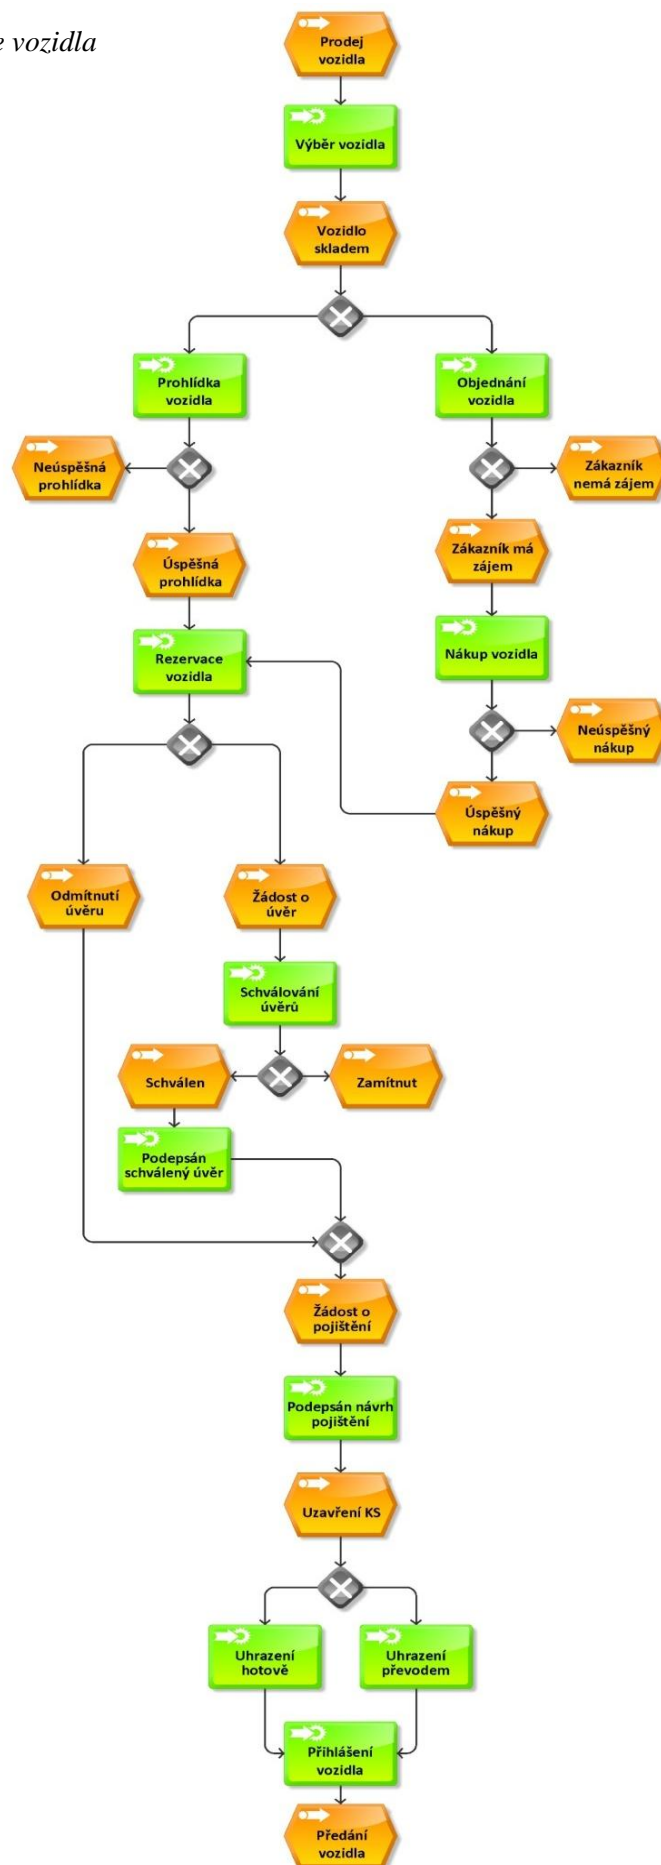 e vozidla
Prodej
vozidla
Výběr vozidla
Vozidlo
skladem
Prohlídka
vozidla
Objednání
vozidla
Neúspěšná
prohlídka
Zákazník
nemá zájem
Úspěšná
prohlídka
Zákazník má
zájem
Rezervace
vozidla
Nákup vozidla
Neúspěšný
nákup
Úspěšný
nákup
Odmítnutí
úvěru
Žádost o
úvěr
Schválování
úvěrů
Schválen
Zamítnut
Podepsán
schválený úvěr
Žádost o
pojištění
Podepsán návrh
pojištění
Uzavření KS
Uhrazení
hotově
Uhrazení
převodem
Přihlášení
vozidla
Předání
vozidla